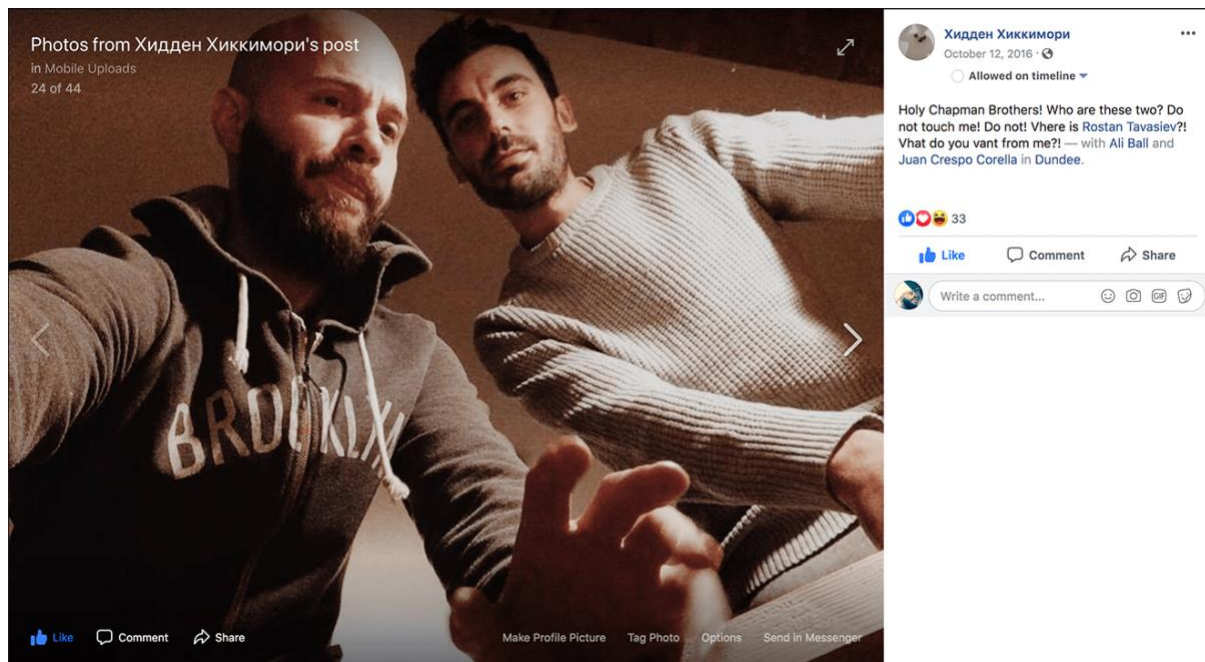 Photos from Хидден Хиккимори's post
in Mobile Uploads
24 of 44
BROOKLYN
Like Comment Share
Make Profile Picture Tag Photo Options Send in Messenger
Хидден Хиккимори
October 12, 2016 ·
Allowed on timeline
Holy Chapman Brothers! Who are these two? Do
not touch me! Do not! Vhere is Rostan Tavasiev?!
Vhat do you vant from me?! — with Ali Ball and
Juan Crespo Corella in Dundee.
33
Like Comment Share
Write a comment...
GIF